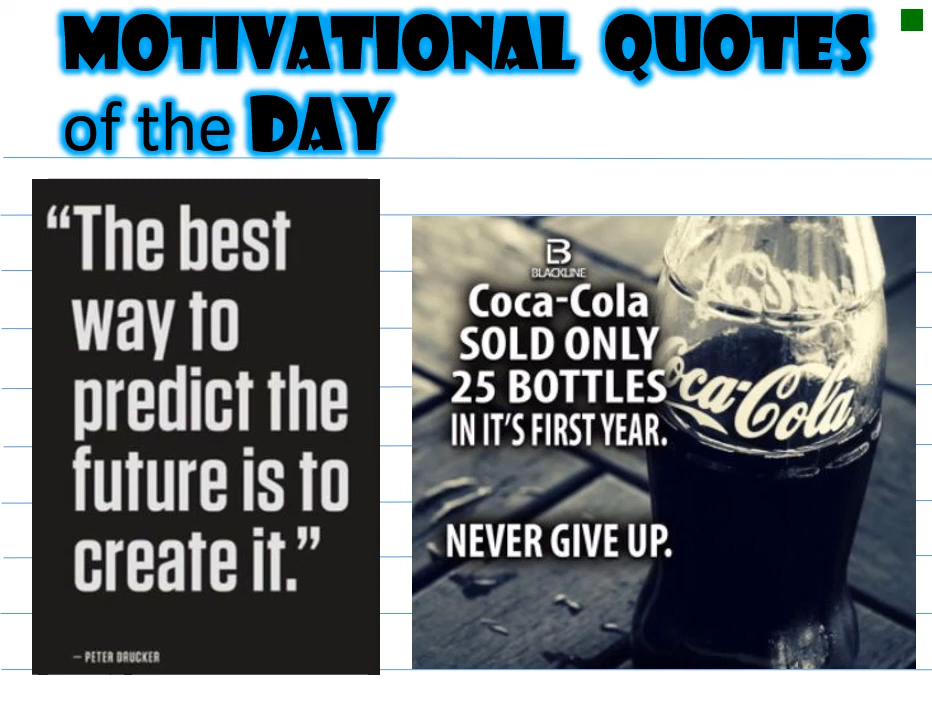 MOTIVATIONAL QUOTES
of the DAY
“The best
way to
predict the
future is to
create it.”
– PETER DRUCKER
B
BLACKLINE
Coca-Cola
SOLD ONLY
25 BOTTLES
IN IT'S FIRST YEAR.
NEVER GIVE UP.
Coca-Cola